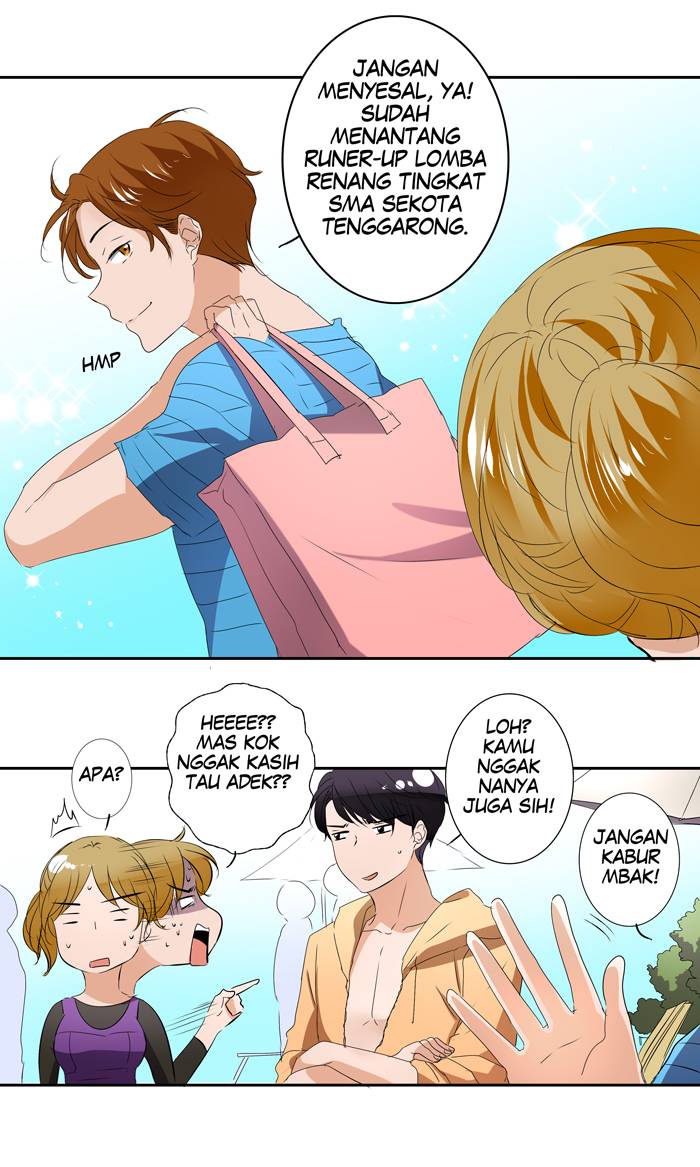 JANGAN
MENYESAL, YA!
SUDAH
MENANTANG
RUNER-UP LOMBA
RENANG TINGKAT
SMA SEKOTA
TENGGARONG.
HMP
APA?
HEEEE??
MAS KOK
NGGAK KASIH
TAU ADEK??
LOH?
KAMU
NGGAK
NANYA
JUGA SIH!
JANGAN
KABUR
MBAK!